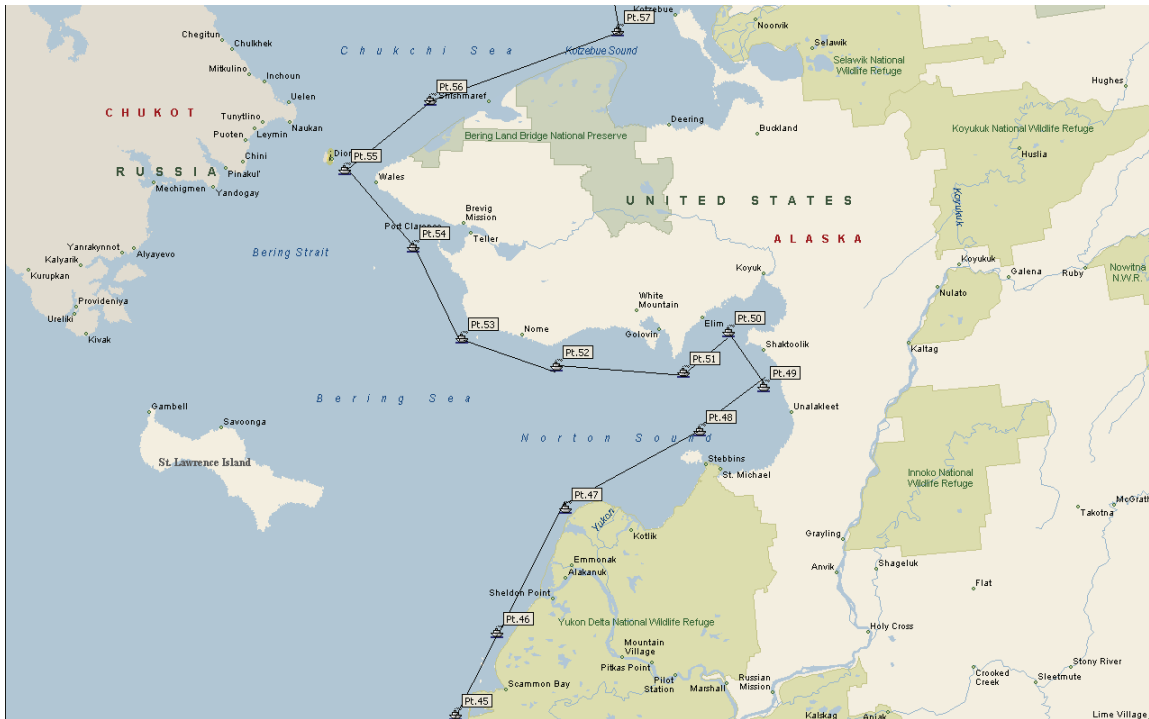 Kotzebue
Pt.57
Noorvik
Chegitun
Chulkhek
Chukchi Sea
Kotzebue Sound
Selawik
Selawik National
Wildlife Refuge
Mitkulino
Inchoun
Hughes
Pt.56
Shishmaref
Uelen
CHUKOT
Tunytlino
Naukan
Puoten
Leymin
Deering
Buckland
Bering Land Bridge National Preserve
Koyukuk National Wildlife Refuge
Huslia
Chini
Pinakul'
Pt.55
RUSSIA
Mechigmen
Yandogay
Wales
UNITED STATES
Koyukuk
Brevig
Mission
Port Clarence
Pt.54
Teller
ALASKA
Yanrakynnot
Alyayevo
Kalyarik
Kurupkan
Bering Strait
Koyuk
Koyukuk
Galena
Ruby
Nowitna
N.W.R.
Nulato
Provideniya
Ureliki
Kivak
White
Mountain
Golovin
Elim
Pt.50
Pt.53
Nome
Shaktoolik
Kaltag
Pt.52
Pt.51
Pt.49
Bering Sea
Gambell
Savoonga
Unalakleet
Pt.48
Norton Sound
St. Lawrence Island
Stebbins
St. Michael
Innoko National
Wildlife Refuge
Pt.47
Yukon
Kotlik
McGrath
Takotna
Grayling
Emmonak
Alakanuk
Anvik
Shageluk
Flat
Sheldon Point
Pt.46
Yukon Delta National Wildlife Refuge
Holy Cross
Mountain
Village
Pitkas Point
Pilot
Station
Marshall
Russian
Mission
Crooked
Creek
Stony River
Sleetmute
Scammon Bay
Pt.45
Kalskag
Aniak
Lime Village